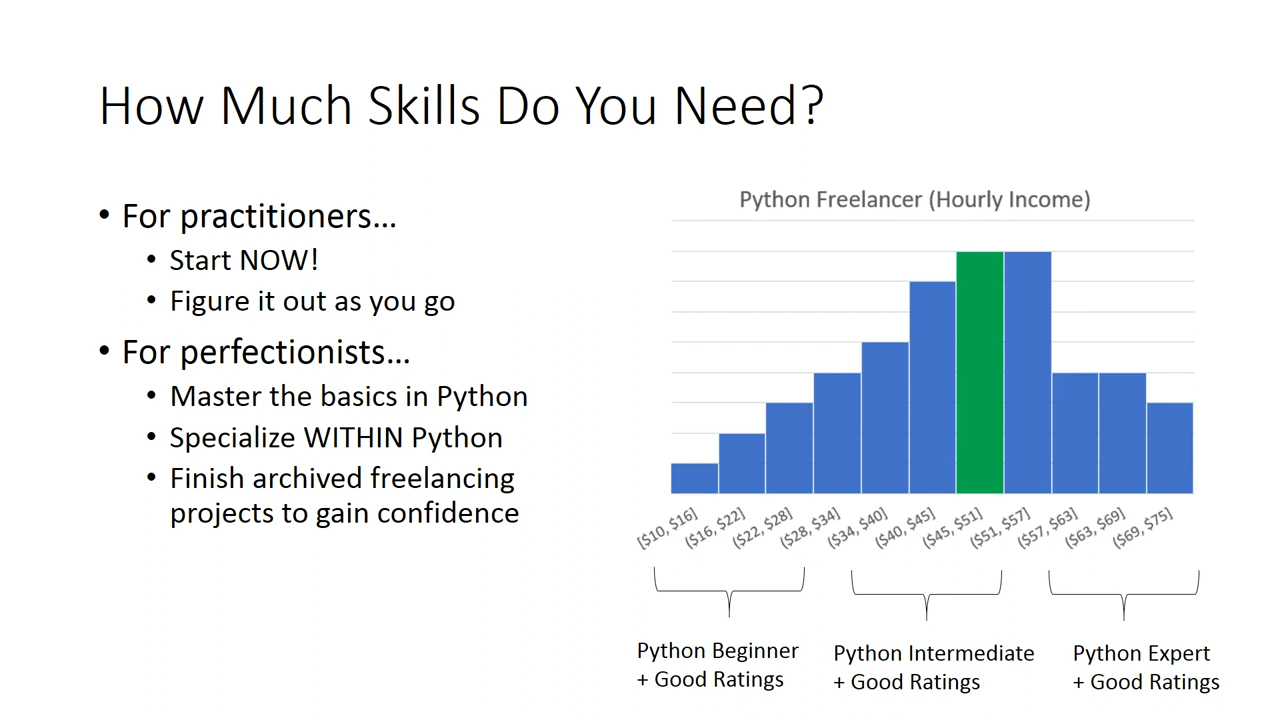 How Much Skills Do You Need?
• For practitioners…
• Start NOW!
• Figure it out as you go
• For perfectionists…
• Master the basics in Python
• Specialize WITHIN Python
• Finish archived freelancing
projects to gain confidence
Python Freelancer (Hourly Income)
[$10, $16]
($16, $22]
($22, $28]
($28, $34]
($34, $40]
($40, $45]
($45, $51]
($51, $57]
($57, $63]
($63, $69]
($69, $75]
Python Beginner
+ Good Ratings
Python Intermediate
+ Good Ratings
Python Expert
+ Good Ratings